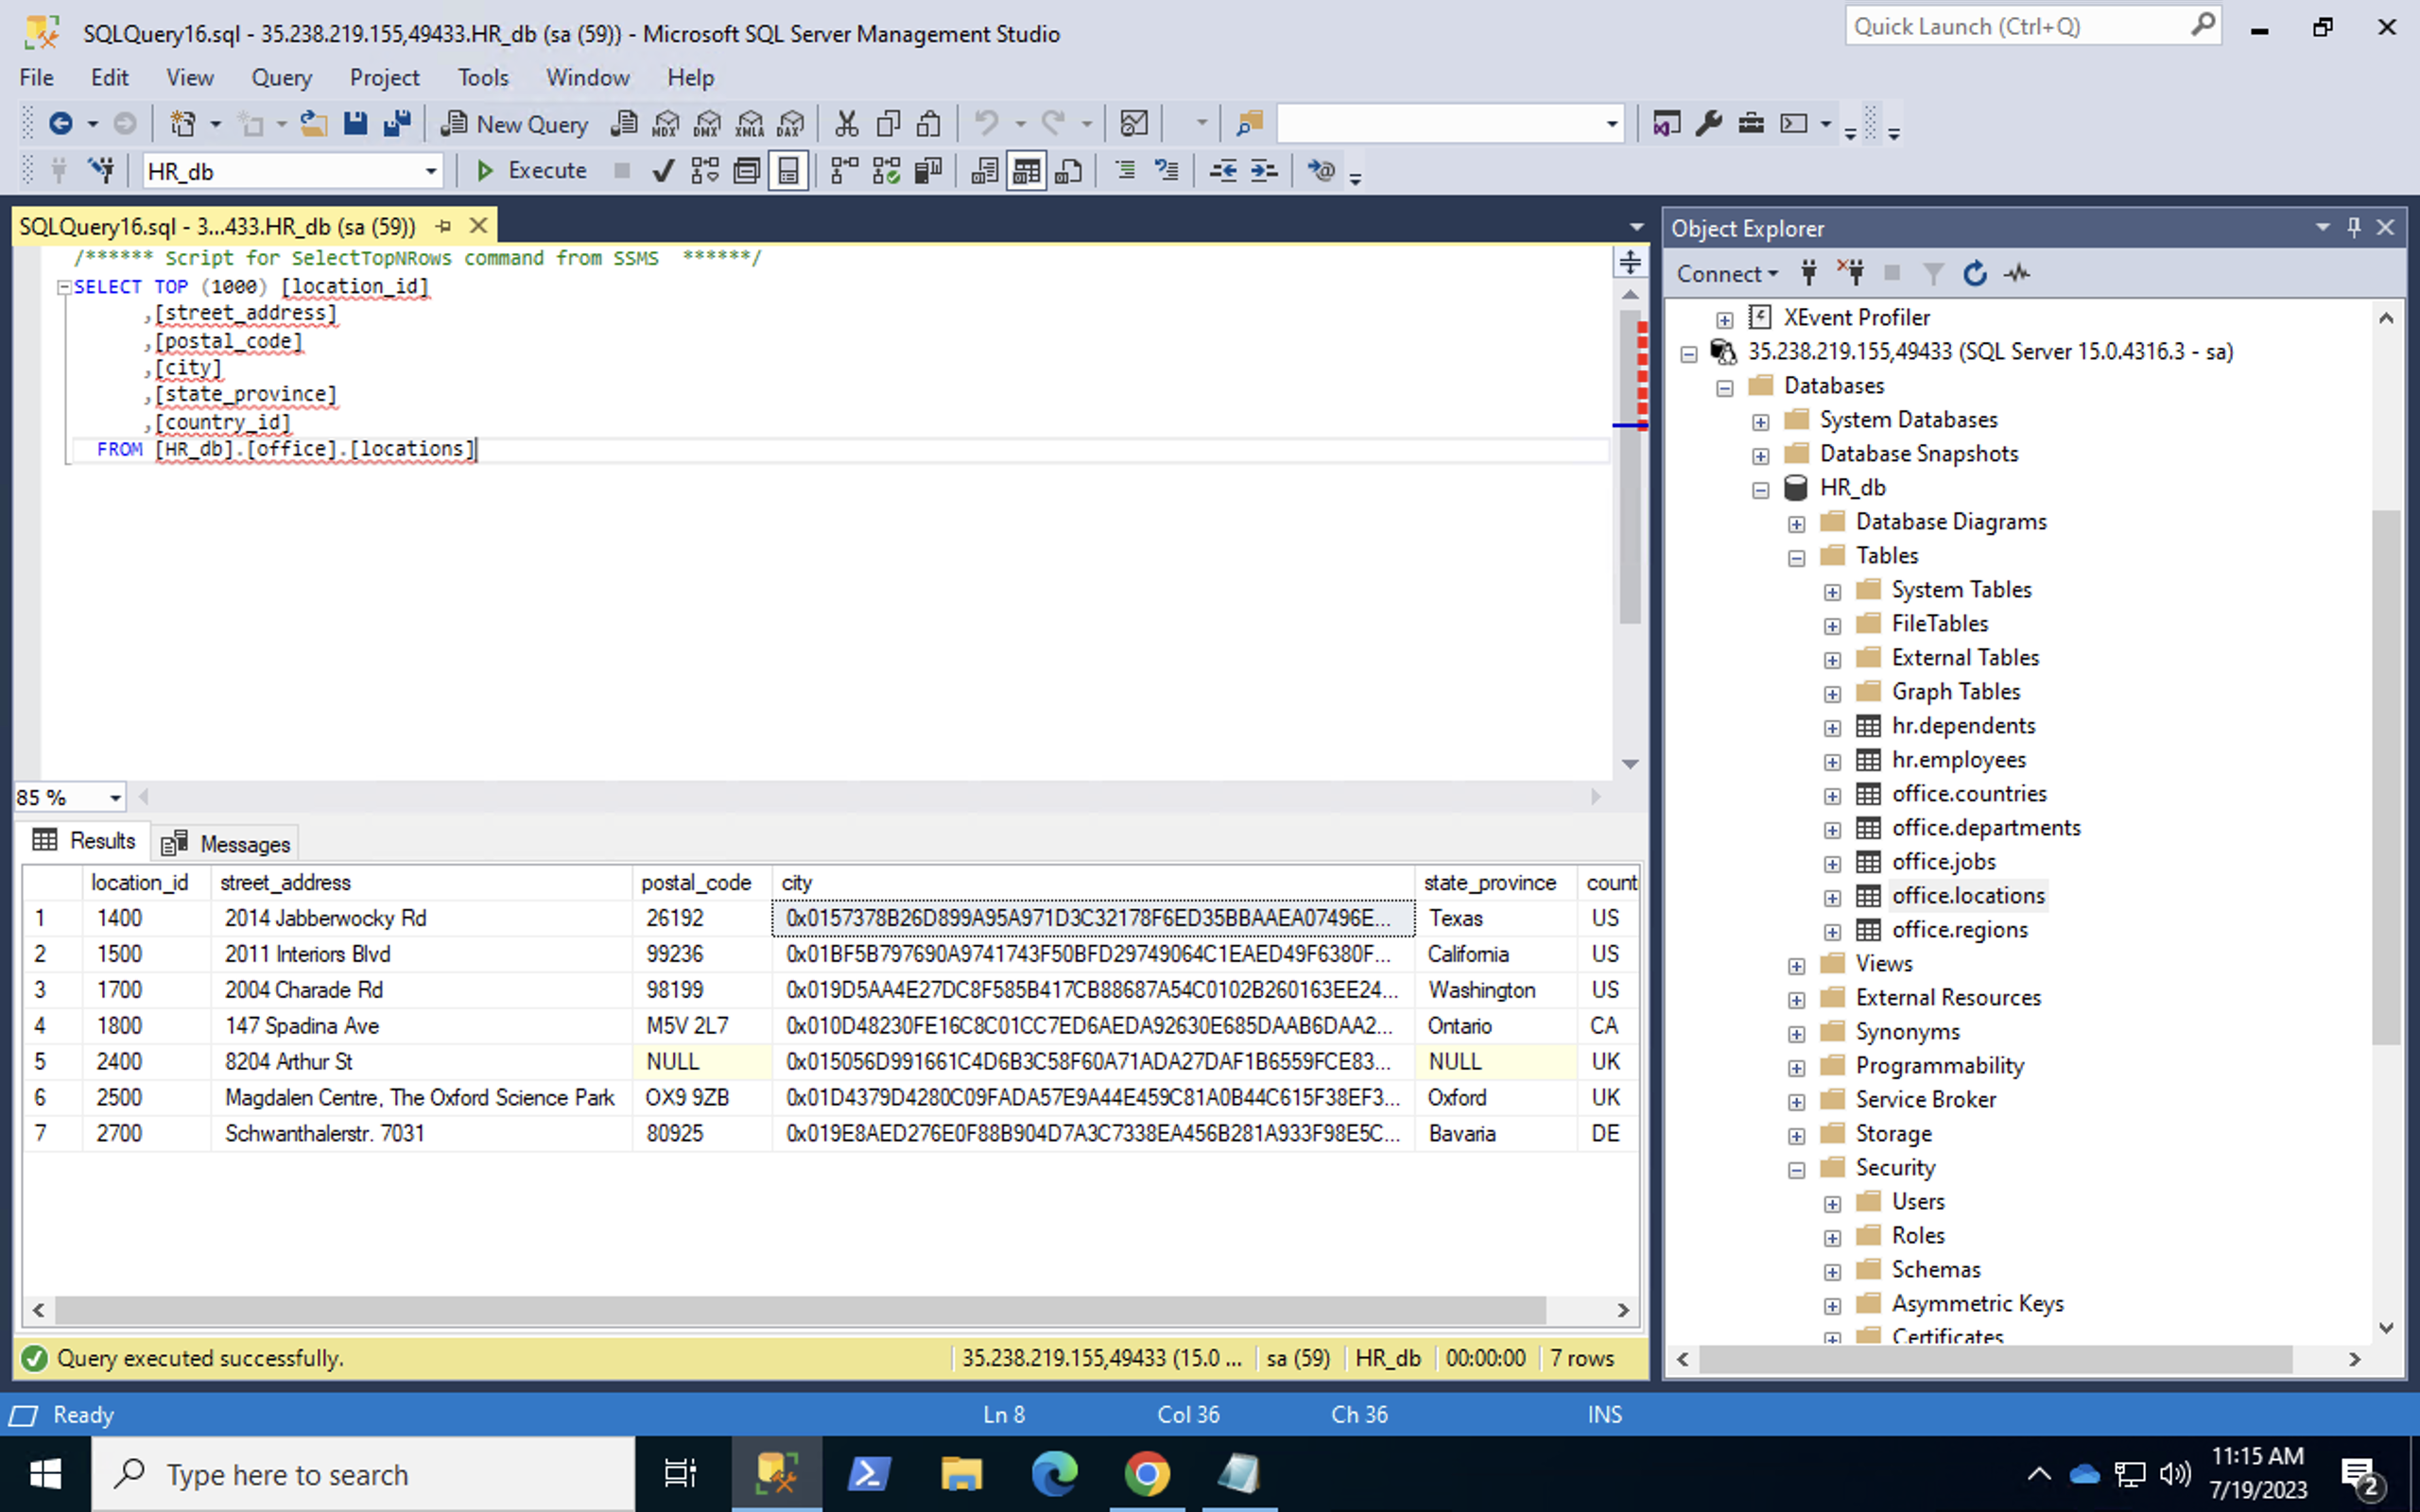 SQLQuery16.sql - 35.238.219.155,49433.HR_db (sa (59)) - Microsoft SQL Server Management Studio
Quick Launch (Ctrl+Q)
File Edit View Query Project Tools Window Help
New Query MDX DMX XMLA DAX
HR_db Execute
SQLQuery16.sql - 3...433.HR_db (sa (59))
/****** Script for SelectTopNRows command from SSMS ******/
SELECT TOP (1000) [location_id]
,[street_address]
,[postal_code]
,[city]
,[state_province]
,[country_id]
FROM [HR_db].[office].[locations]
85 %
Results Messages
location_id street_address postal_code city state_province count
1 1400 2014 Jabberwocky Rd 26192 0x0157378B26D899A95A971D3C32178F6ED35BBAAEA07496E... Texas US
2 1500 2011 Interiors Blvd 99236 0x01BF5B797690A9741743F50BFD29749064C1EAED49F6380F... California US
3 1700 2004 Charade Rd 98199 0x019D5AA4E27DC8F585B417CB88687A54C0102B260163EE24... Washington US
4 1800 147 Spadina Ave M5V 2L7 0x010D48230FE16C8C01CC7ED6AEDA92630E685DAAB6DAA2... Ontario CA
5 2400 8204 Arthur St NULL 0x015056D991661C4D6B3C58F60A71ADA27DAF1B6559FCE83... NULL UK
6 2500 Magdalen Centre, The Oxford Science Park OX9 9ZB 0x01D4379D4280C09FADA57E9A44E459C81A0B44C615F38EF3... Oxford UK
7 2700 Schwanthalerstr. 7031 80925 0x019E8AED276E0F88B904D7A3C7338EA456B281A933F98E5C... Bavaria DE
Query executed successfully. 35.238.219.155,49433 (15.0 ... sa (59) HR_db 00:00:00 7 rows
Object Explorer
Connect
XEvent Profiler
35.238.219.155,49433 (SQL Server 15.0.4316.3 - sa)
Databases
System Databases
Database Snapshots
HR_db
Database Diagrams
Tables
System Tables
FileTables
External Tables
Graph Tables
hr.dependents
hr.employees
office.countries
office.departments
office.jobs
office.locations
office.regions
Views
External Resources
Synonyms
Programmability
Service Broker
Storage
Security
Users
Roles
Schemas
Asymmetric Keys
Certificates
Ready Ln 8 Col 36 Ch 36 INS
Type here to search
11:15 AM
7/19/2023
2